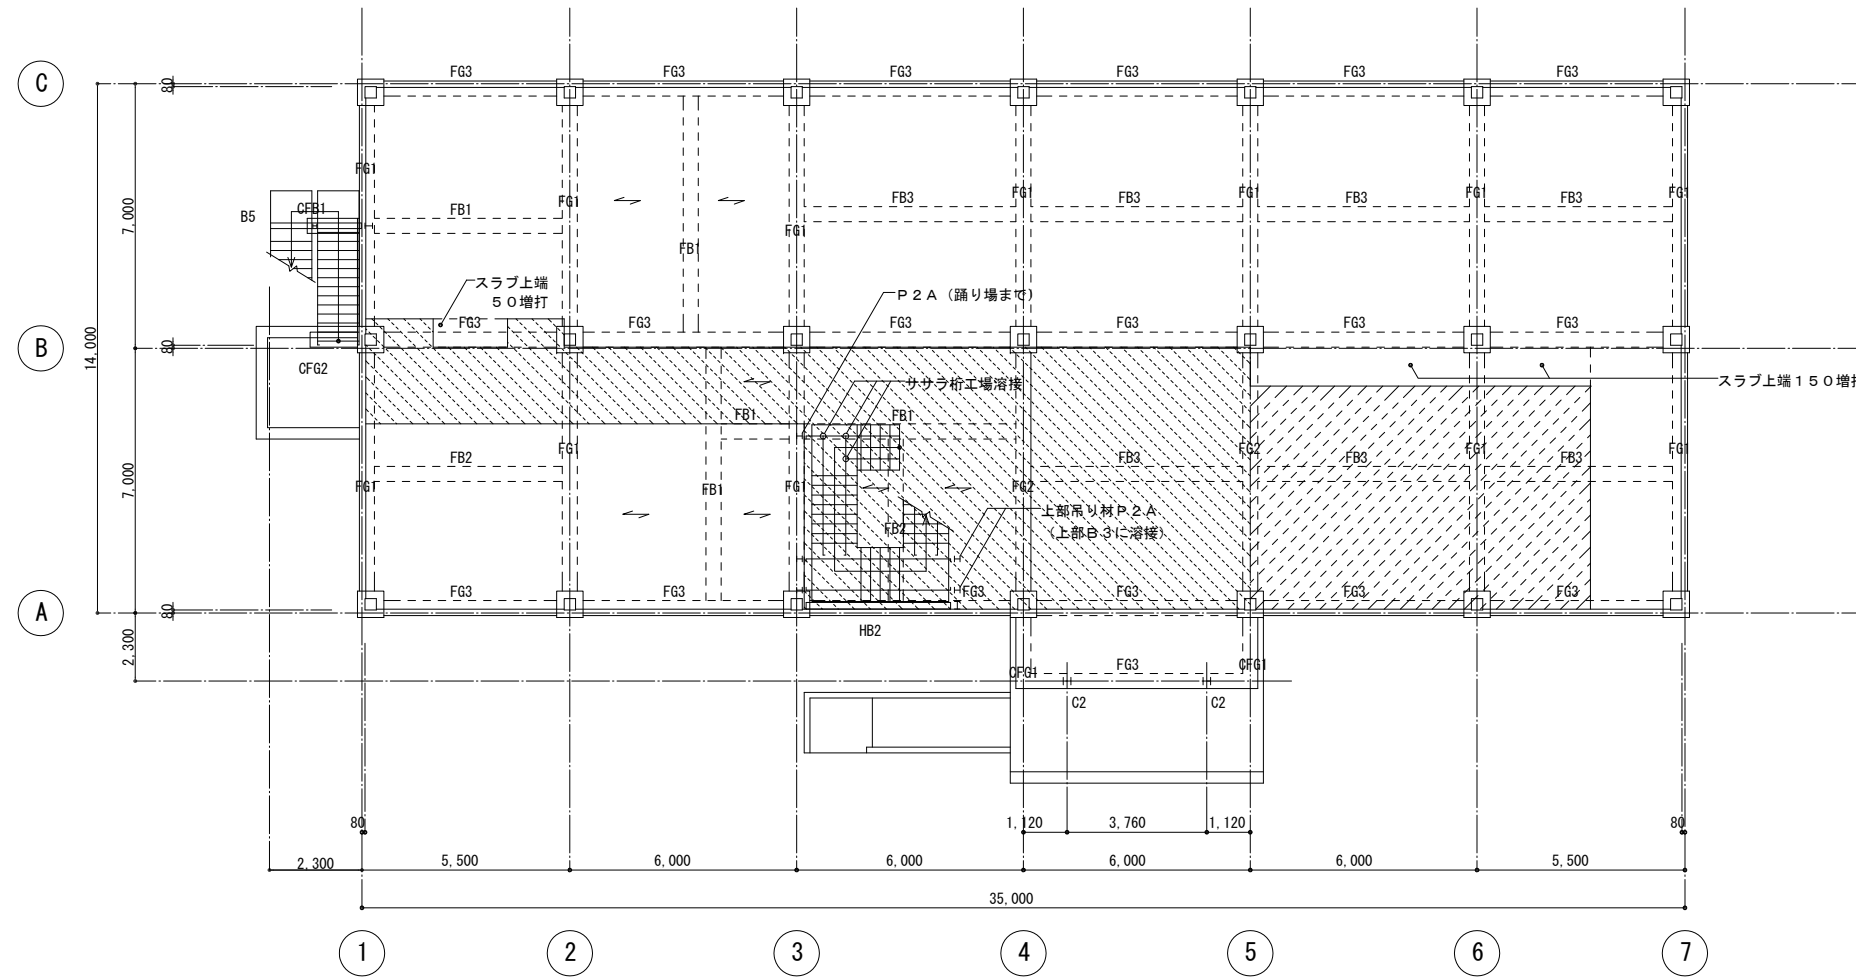 FG3 FG3 FG3 FG3 FG3 FG3
C
80
FG1
7,000
CFB1
B5
FB1
FG1
FB1
FG1
FB3
FG1
FB3
FG1
FB3
FG1
FB3
FG1
スラブ上端
50増打
P2A(踊り場まで)
FG3 FG3 FG3 FG3 FG3 FG3
B
80
14,000
CFG2
ササラ桁工場溶接
スラブ上端150増打
FB1 FB1
FG1
FG2
FG1
FG1
FB2
FB3
FB3
FB3
FG1
FB1
FG1
FG2
7,000
上部吊り材P2A
(上部B3に溶接)
FB2
FG3 FG3 FG3 FG3 FG3 FG3
A
80
HB2
2,300
CFG1
FG3
CFG1
C2 C2
80
1,120 3,760 1,120
80
2,300 5,500 6,000 6,000 6,000 6,000 5,500
35,000
1 2 3 4 5 6 7